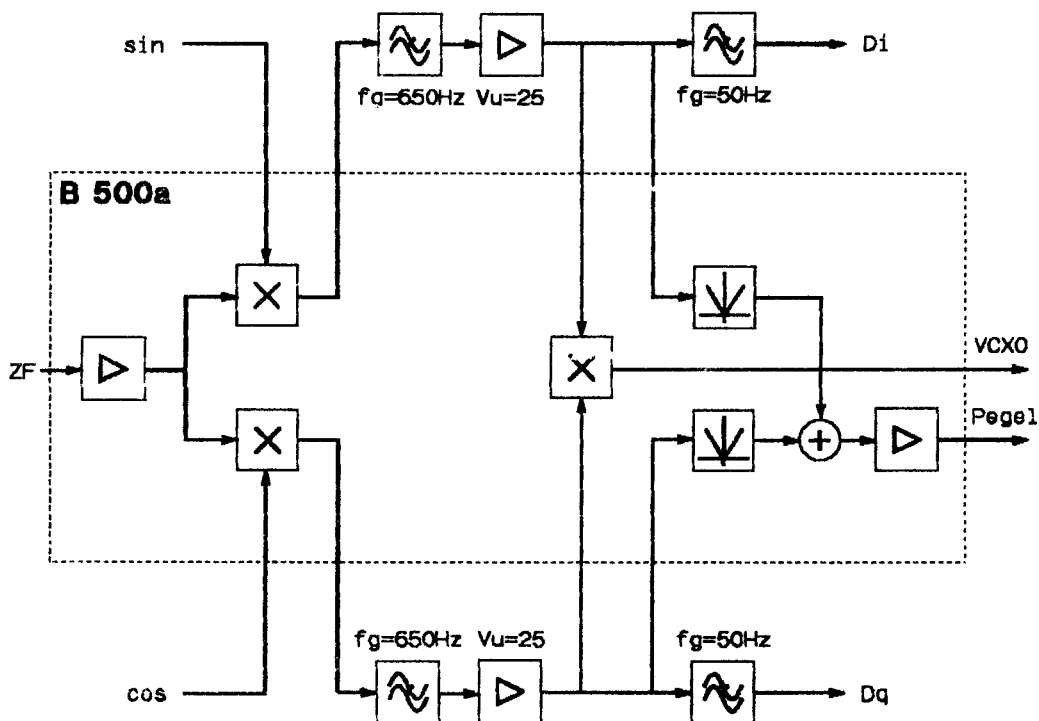 sin
Di
fg=650Hz Vu=25
fg=50Hz
B 500a
ZF
VCXO
Pegel
fg=650Hz Vu=25
fg=50Hz
cos
Dq